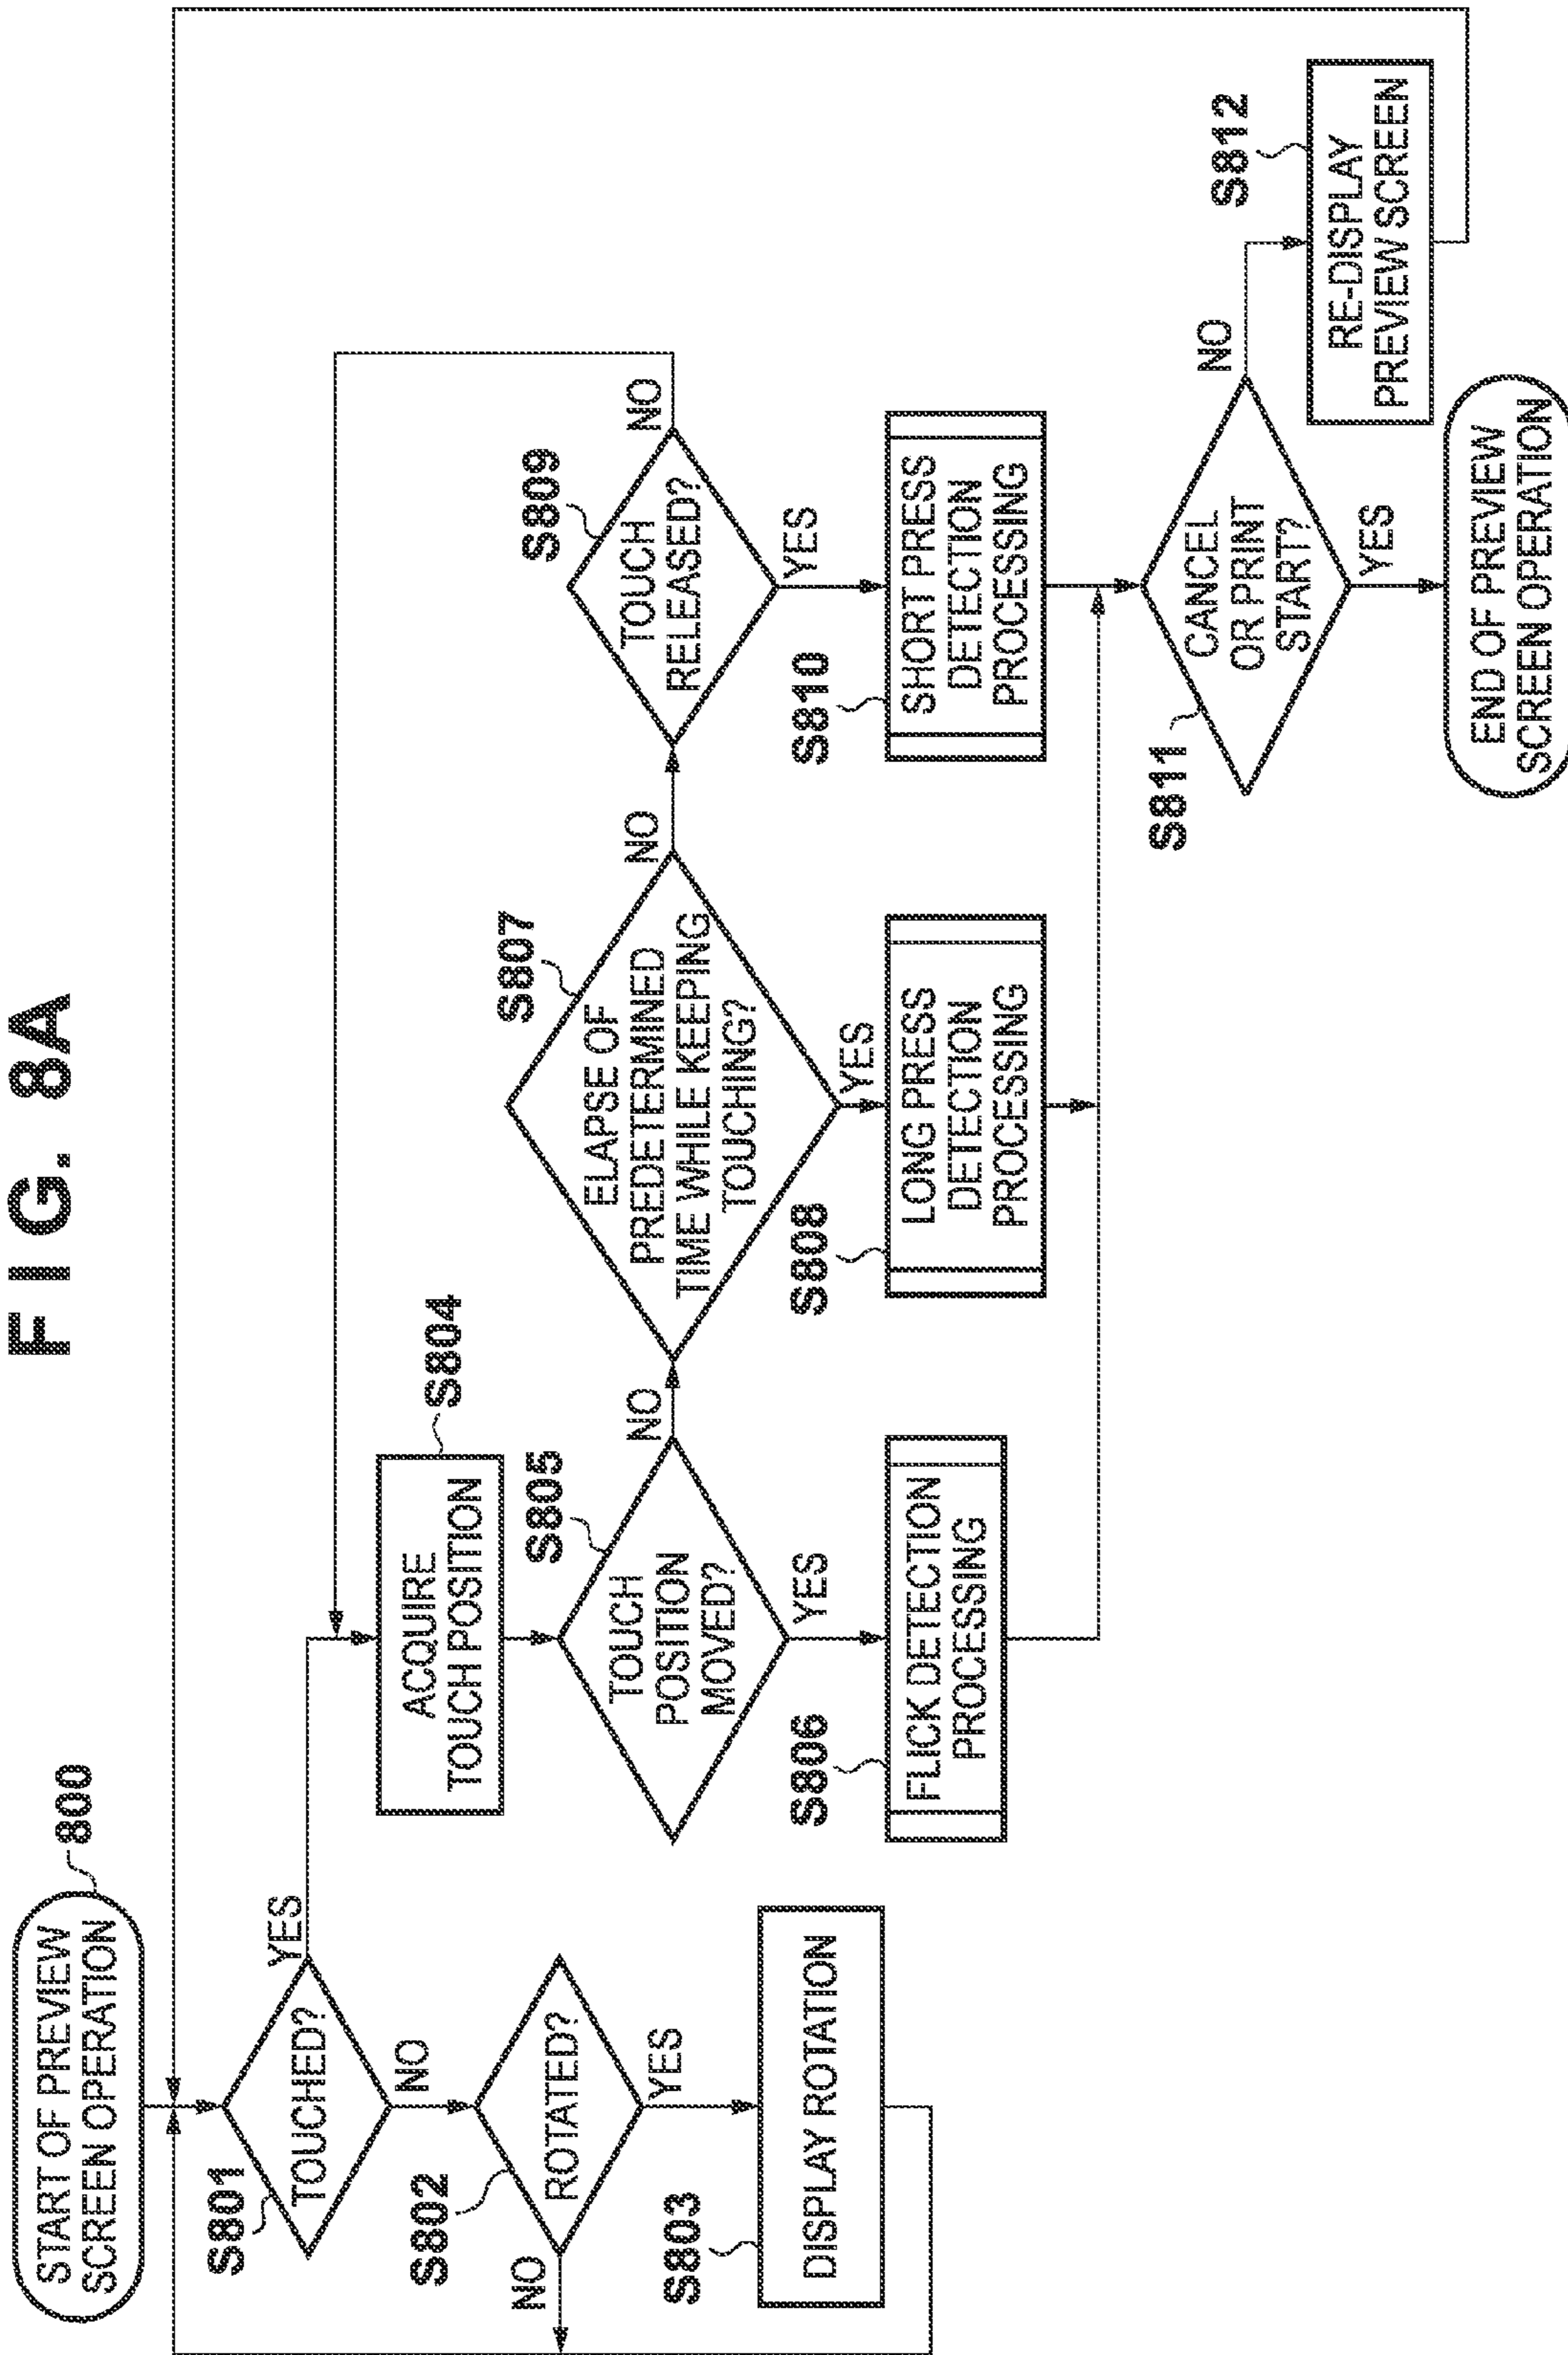 FIG. 8A
START OF PREVIEW
SCREEN OPERATION
800
S801
TOUCHED?
YES
NO
S802
ROTATED?
NO
YES
S803
DISPLAY ROTATION
S804
ACQUIRE
TOUCH POSITION
S805
TOUCH
POSITION
MOVED?
NO
YES
S806
FLICK DETECTION
PROCESSING
S807
ELAPSE OF
PREDETERMINED
TIME WHILE KEEPING
TOUCHING?
NO
YES
S808
LONG PRESS
DETECTION
PROCESSING
S809
TOUCH
RELEASED?
NO
YES
S810
SHORT PRESS
DETECTION
PROCESSING
S811
CANCEL
OR PRINT
START?
NO
YES
S812
RE-DISPLAY
PREVIEW SCREEN
END OF PREVIEW
SCREEN OPERATION